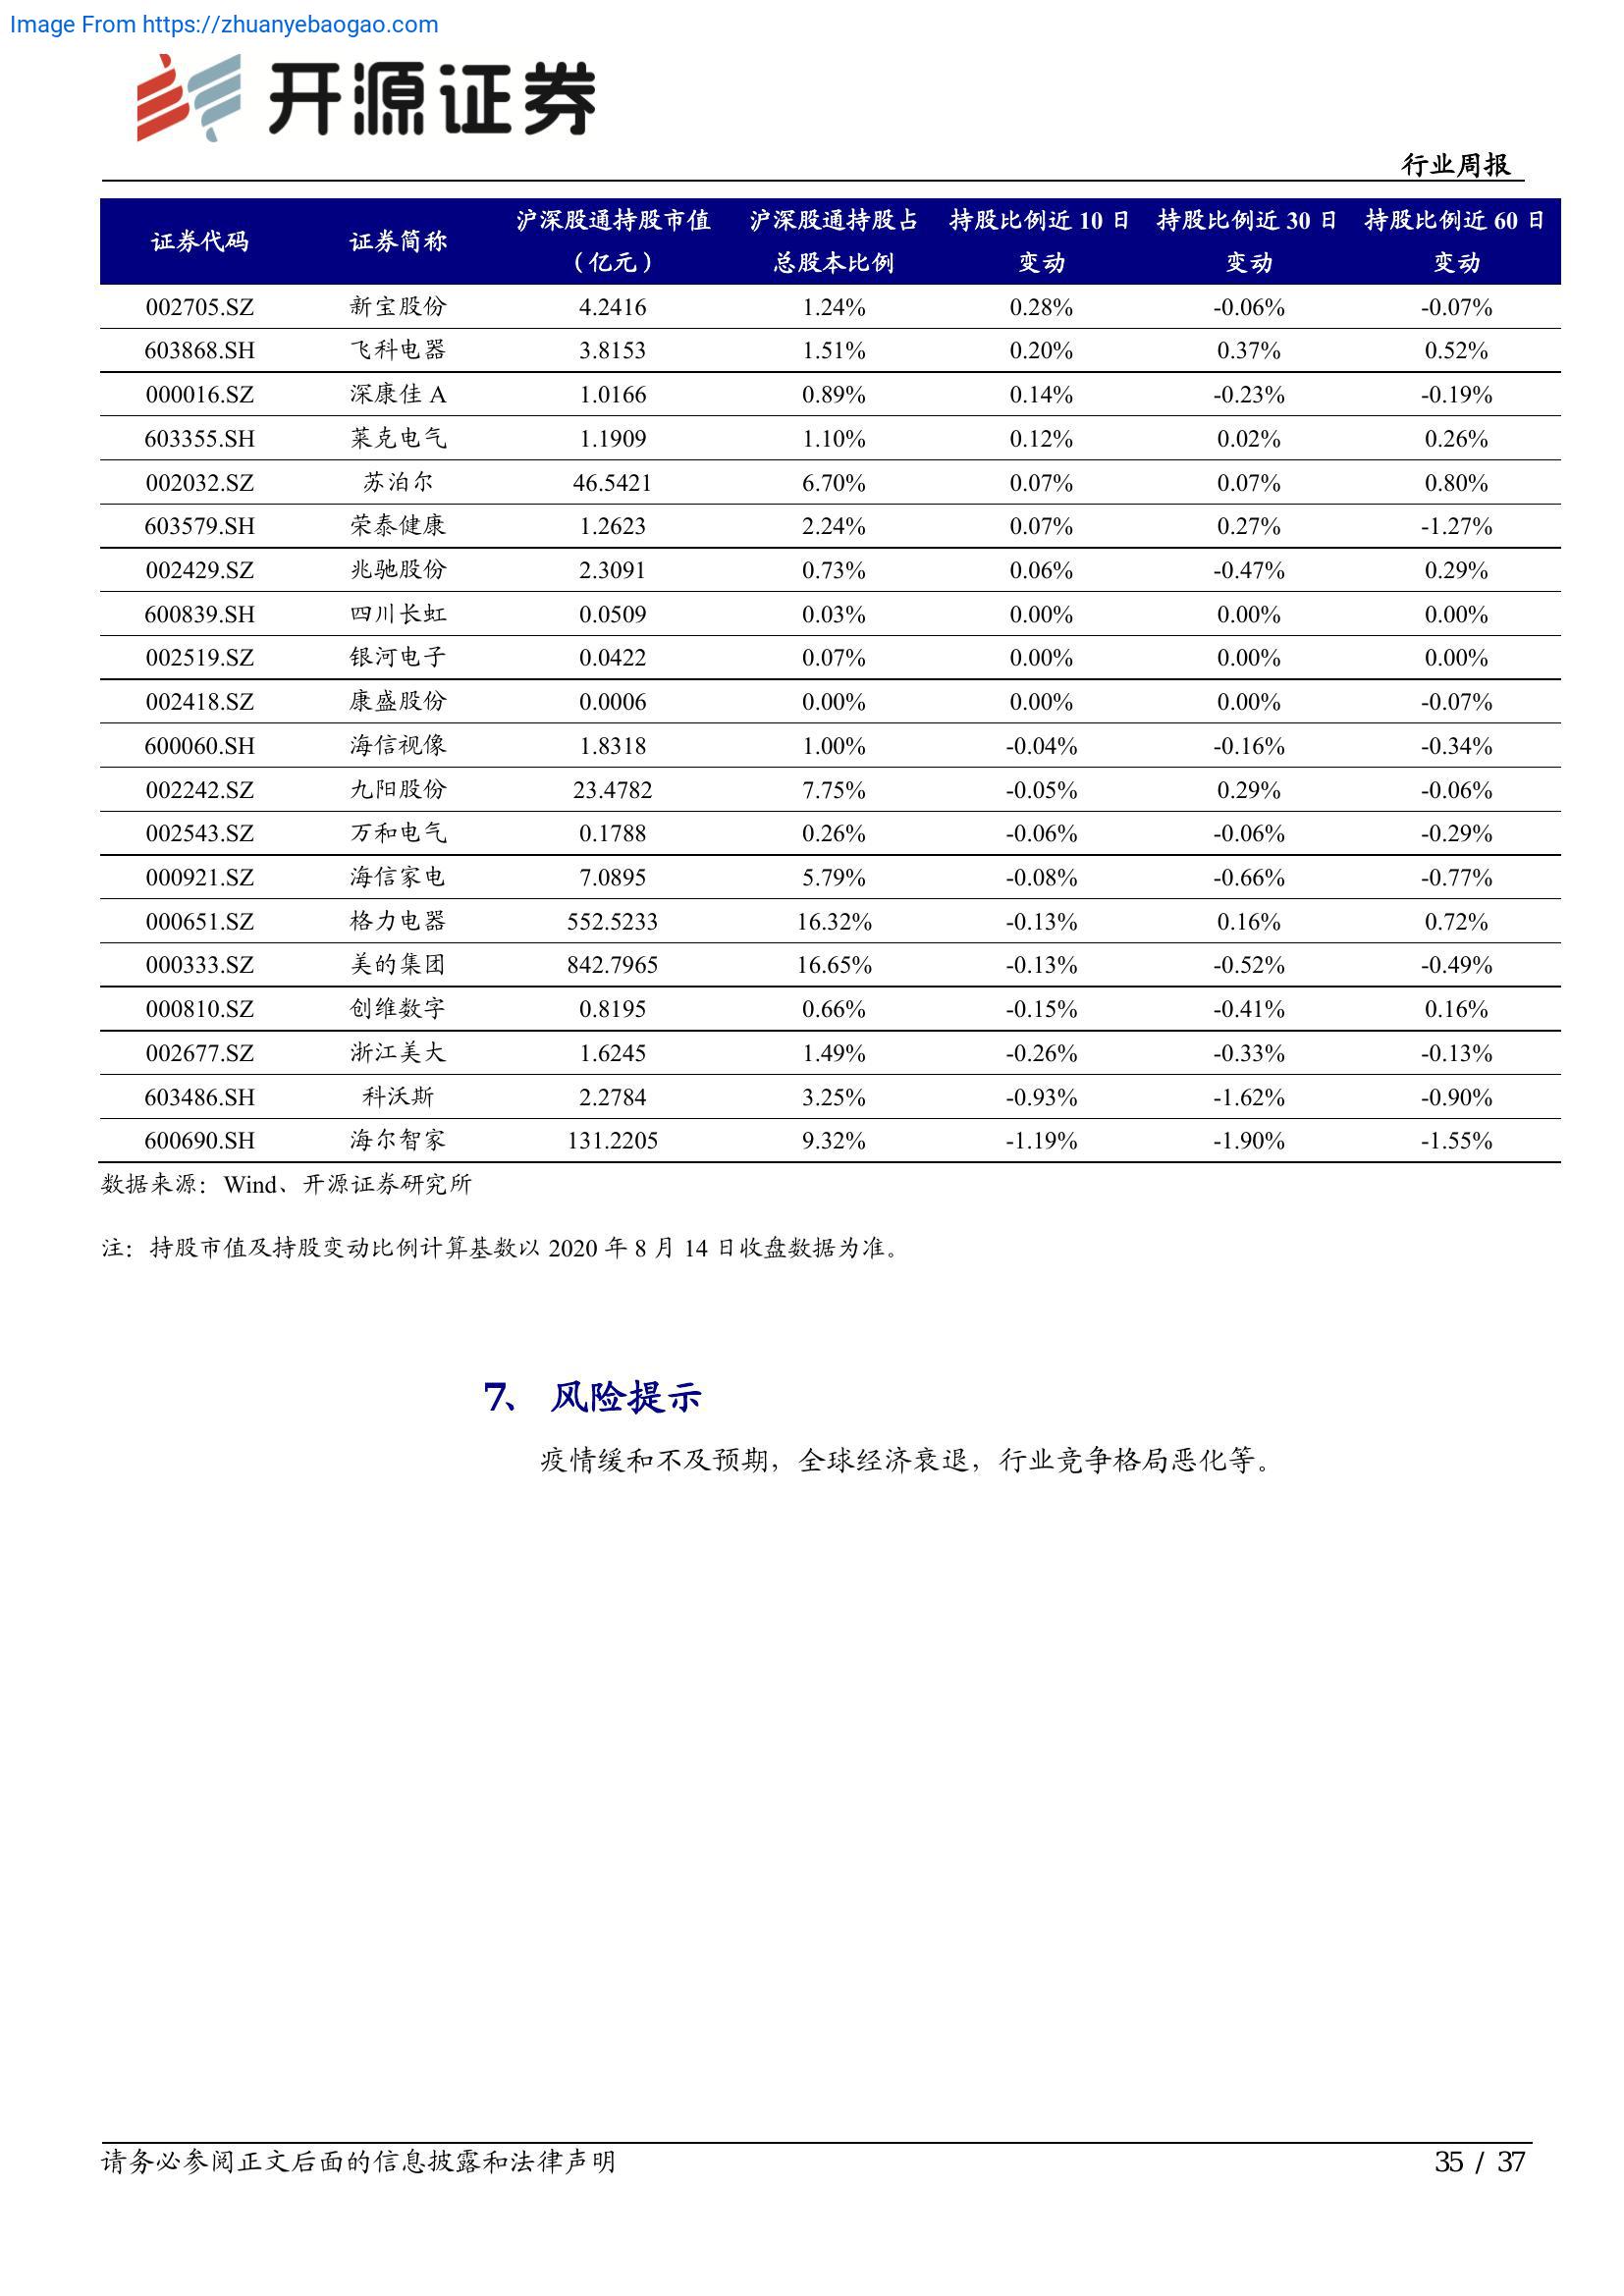 Image From https://zhuanyebaogao.com
开源证券
行业周报
证券代码 证券简称 沪深股通持股市值（亿元） 沪深股通持股占总股本比例 持股比例近 10 日变动 持股比例近 30 日变动 持股比例近 60 日变动
002705.SZ 新宝股份 4.2416 1.24% 0.28% -0.06% -0.07%
603868.SH 飞科电器 3.8153 1.51% 0.20% 0.37% 0.52%
000016.SZ 深康佳 A 1.0166 0.89% 0.14% -0.23% -0.19%
603355.SH 莱克电气 1.1909 1.10% 0.12% 0.02% 0.26%
002032.SZ 苏泊尔 46.5421 6.70% 0.07% 0.07% 0.80%
603579.SH 荣泰健康 1.2623 2.24% 0.07% 0.27% -1.27%
002429.SZ 兆驰股份 2.3091 0.73% 0.06% -0.47% 0.29%
600839.SH 四川长虹 0.0509 0.03% 0.00% 0.00% 0.00%
002519.SZ 银河电子 0.0422 0.07% 0.00% 0.00% 0.00%
002418.SZ 康盛股份 0.0006 0.00% 0.00% 0.00% -0.07%
600060.SH 海信视像 1.8318 1.00% -0.04% -0.16% -0.34%
002242.SZ 九阳股份 23.4782 7.75% -0.05% 0.29% -0.06%
002543.SZ 万和电气 0.1788 0.26% -0.06% -0.06% -0.29%
000921.SZ 海信家电 7.0895 5.79% -0.08% -0.66% -0.77%
000651.SZ 格力电器 552.5233 16.32% -0.13% 0.16% 0.72%
000333.SZ 美的集团 842.7965 16.65% -0.13% -0.52% -0.49%
000810.SZ 创维数字 0.8195 0.66% -0.15% -0.41% 0.16%
002677.SZ 浙江美大 1.6245 1.49% -0.26% -0.33% -0.13%
603486.SH 科沃斯 2.2784 3.25% -0.93% -1.62% -0.90%
600690.SH 海尔智家 131.2205 9.32% -1.19% -1.90% -1.55%
数据来源：Wind、开源证券研究所
注：持股市值及持股变动比例计算基数以 2020 年 8 月 14 日收盘数据为准。
7、 风险提示
疫情缓和不及预期，全球经济衰退，行业竞争格局恶化等。
请务必参阅正文后面的信息披露和法律声明
35 / 37